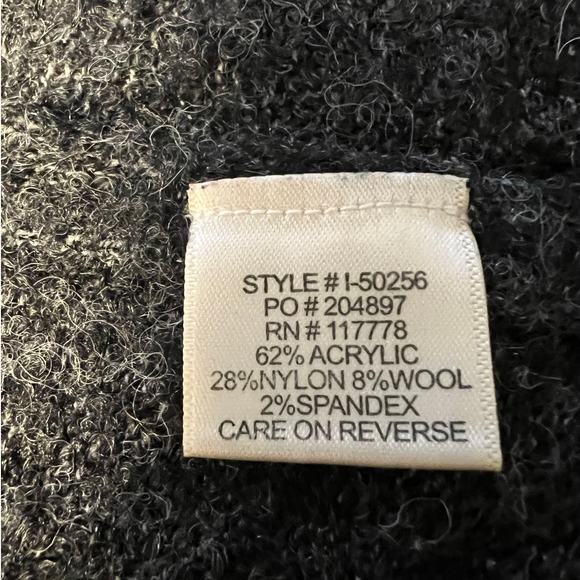 STYLE # I-50256
PO # 204897
RN # 117778
62% ACRYLIC
28%NYLON 8%WOOL
2%SPANDEX
CARE ON REVERSE